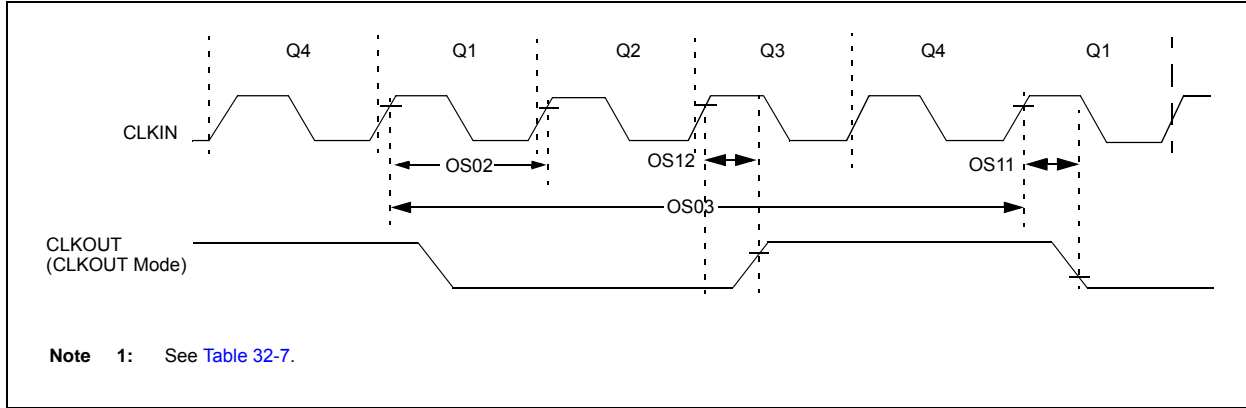 Q4 Q1 Q2 Q3 Q4 Q1
CLKIN
OS02 OS12 OS11
OS03
CLKOUT
(CLKOUT Mode)
Note 1: See Table 32-7.